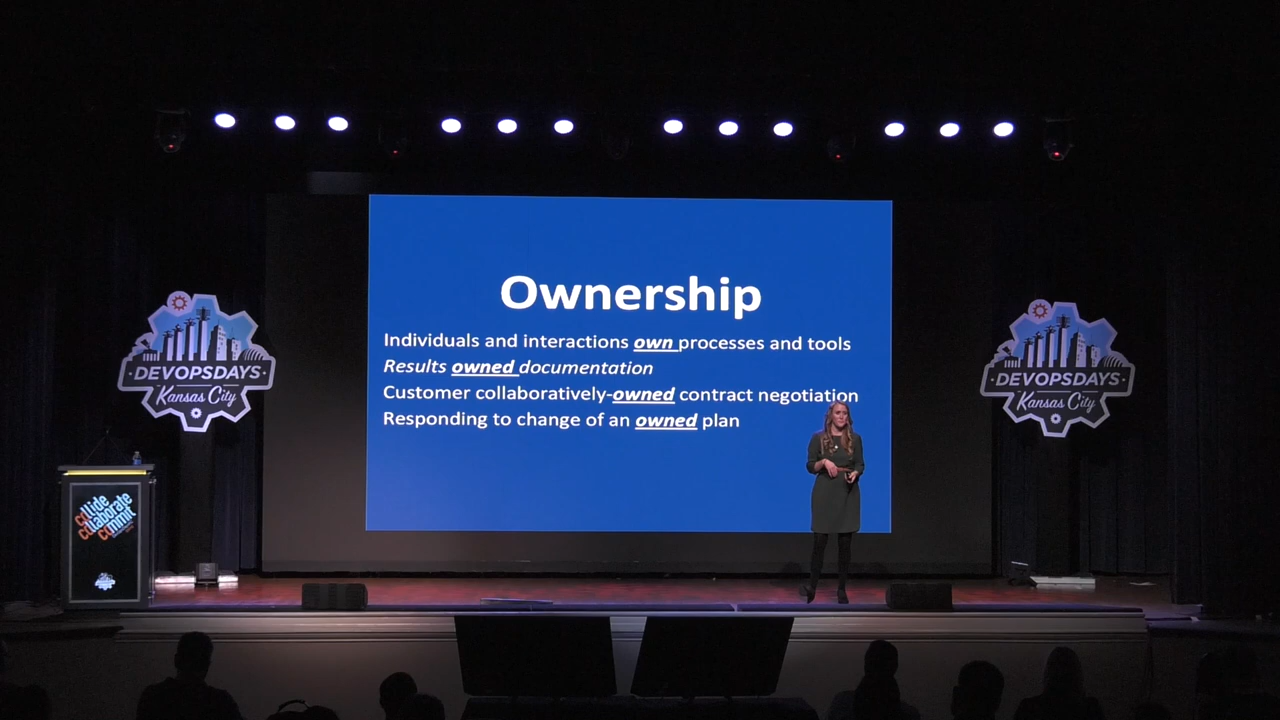 Ownership
Individuals and interactions own processes and tools
Results owned documentation
Customer collaboratively-owned contract negotiation
Responding to change of an owned plan
DEVOPSDAYS
Kansas City
DEVOPSDAYS
Kansas City
collide
collaborate
commit